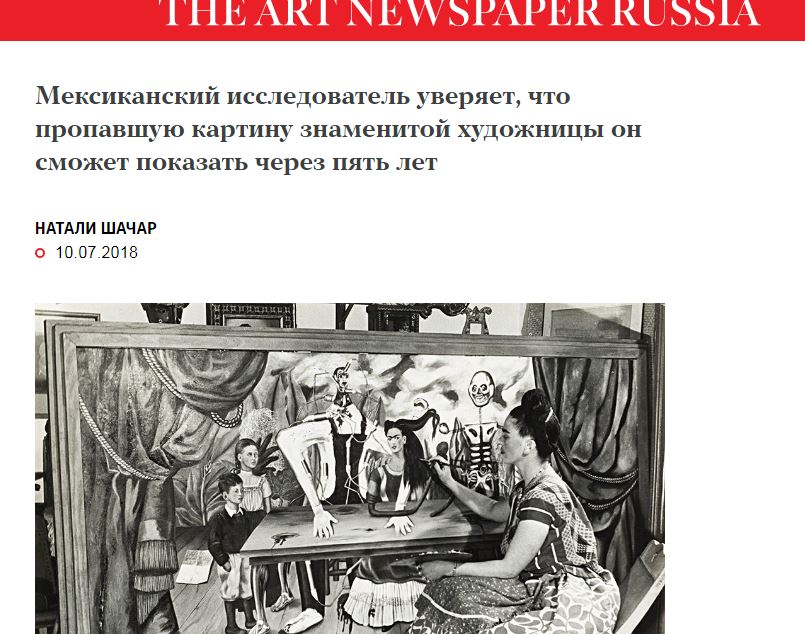 THE ART NEWSPAPER RUSSIA
Мексиканский исследователь уверяет, что
пропавшую картину знаменитой художницы он
сможет показать через пять лет
НАТАЛИ ШАЧАР
10.07.2018